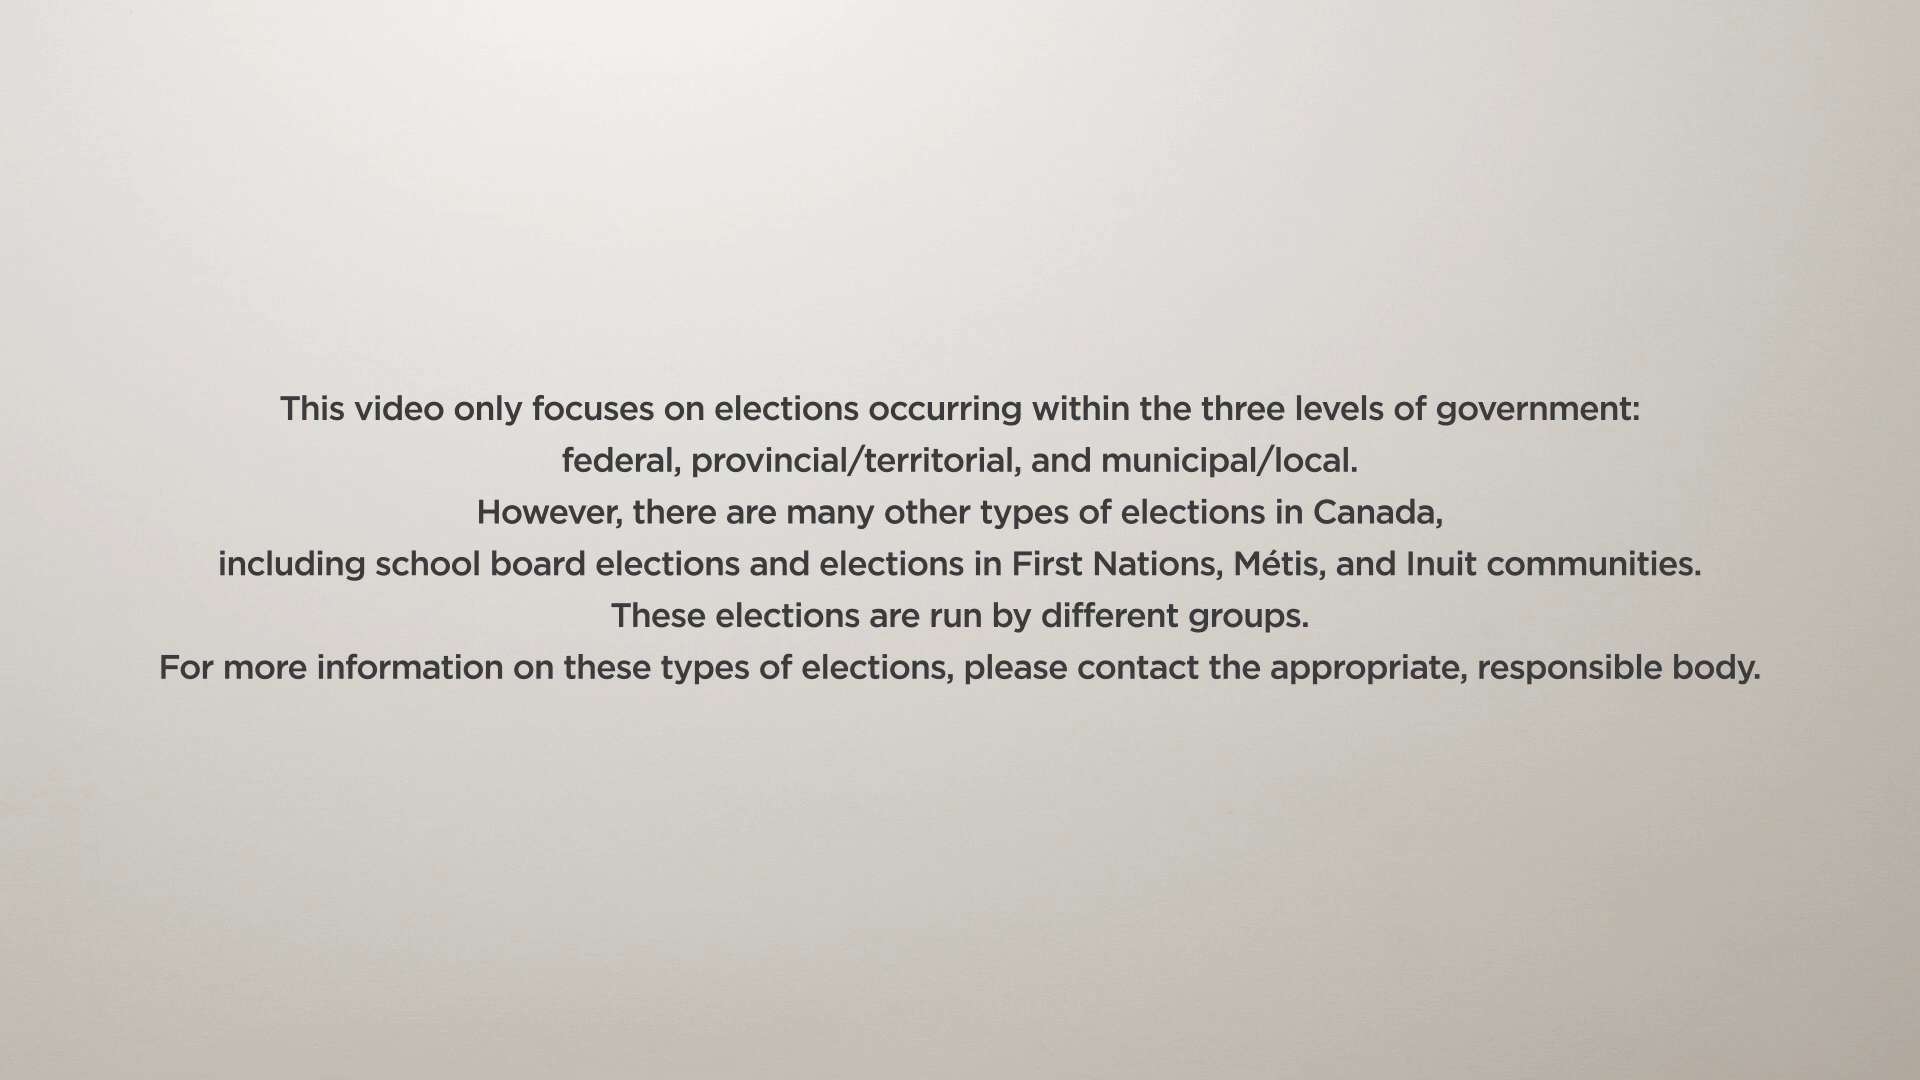 This video only focuses on elections occurring within the three levels of government:
federal, provincial/territorial, and municipal/local.
However, there are many other types of elections in Canada,
including school board elections and elections in First Nations, Métis, and Inuit communities.
These elections are run by different groups.
For more information on these types of elections, please contact the appropriate, responsible body.